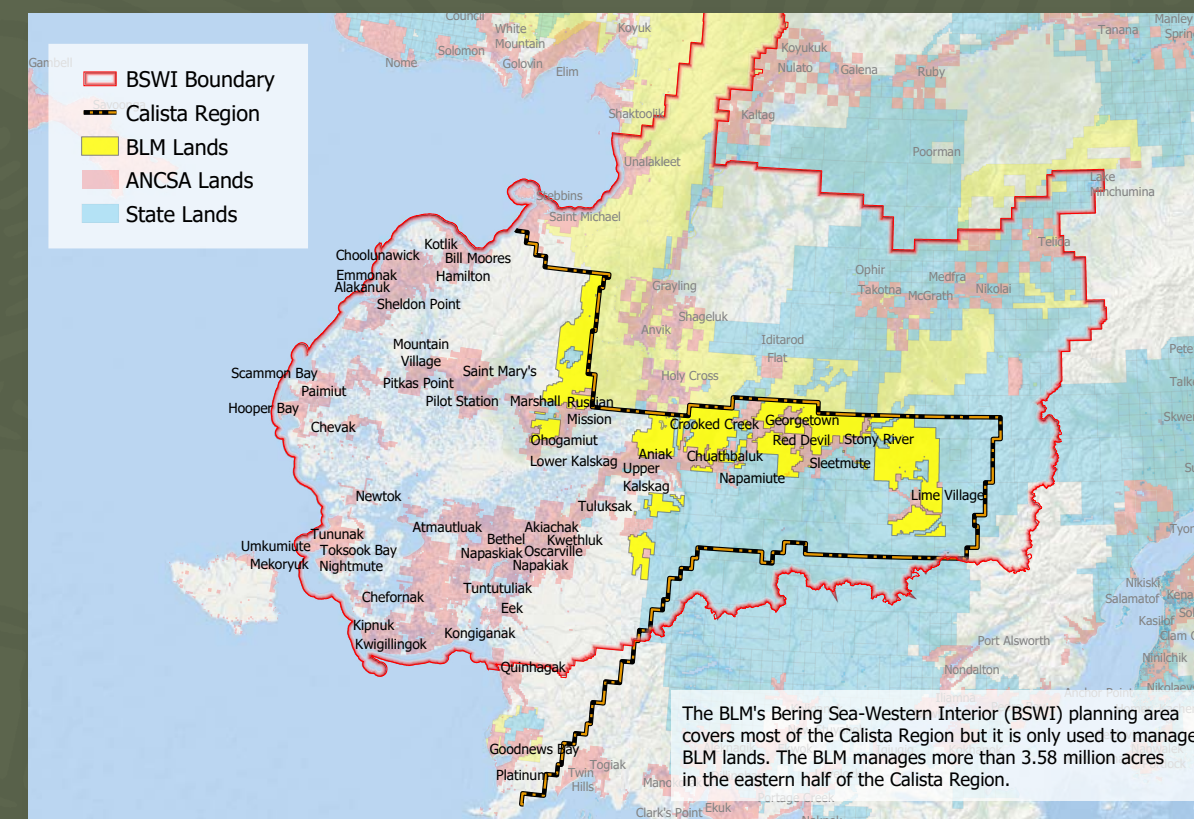 Council
White
Mountain
Koyuk
Manley
Tanana
Solomon
Nome
Golovin
Elim
Koyukuk
Nulato
Galena
Ruby
Gambell
BSWI Boundary
Calista Region
BLM Lands
ANCSA Lands
State Lands
Shaktoolik
Kaltag
Poorman
Unalakleet
Lake
Minchumina
Stebbins
Saint Michael
Telida
Kotlik
Choolunawick
Bill Moores
Emmonak
Hamilton
Alakanuk
Sheldon Point
Ophir
Medfra
Takotna
McGrath
Nikolai
Grayling
Shageluk
Anvik
Iditarod
Flat
Mountain
Village
Saint Mary's
Holy Cross
Scammon Bay
Paimiut
Pitkas Point
Hooper Bay
Pilot Station
Marshall
Russian
Mission
Chevak
Crooked Creek
Georgetown
Ohogamiut
Red Devil
Stony River
Lower Kalskag
Aniak
Chuathbaluk
Sleetmute
Upper
Kalskag
Napamiute
Newtok
Tuluksak
Lime Village
Atmautluak
Akiachak
Tununak
Bethel
Kwethluk
Umkumiute
Toksook Bay
Napaskiak
Oscarville
Mekoryuk
Nightmute
Napakiak
Chefornak
Tuntutuliak
Eek
Nikiski
Salamatof
Kasilof
Kipnuk
Kongiganak
Kwigillingok
Port Alsworth
Ninilchik
Quinhagak
Nondalton
The BLM's Bering Sea-Western Interior (BSWI) planning area
covers most of the Calista Region but it is only used to manage
BLM lands. The BLM manages more than 3.58 million acres
in the eastern half of the Calista Region.
Goodnews Bay
Platinum
Togiak
Twin
Hills
Clark's Point
Ekuk